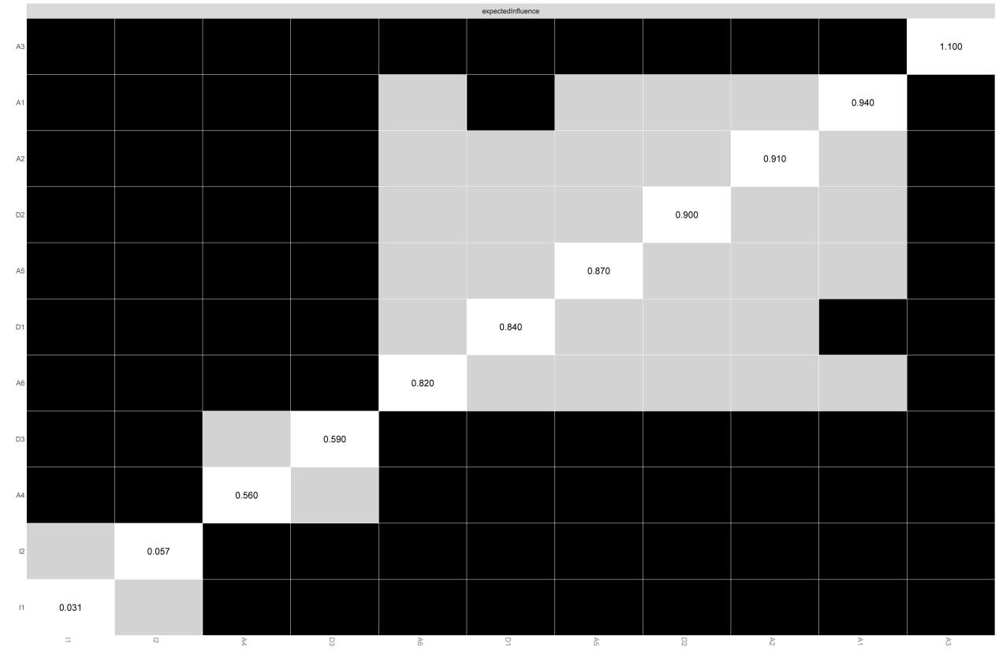 expectedInfluence
A3 1.100
A1 0.940
A2 0.910
D2 0.900
A5 0.870
D1 0.840
A6 0.820
D3 0.590
A4 0.560
I2 0.057
I1 0.031
I1 I2 A4 D3 A6 D1 A5 D2 A2 A1 A3